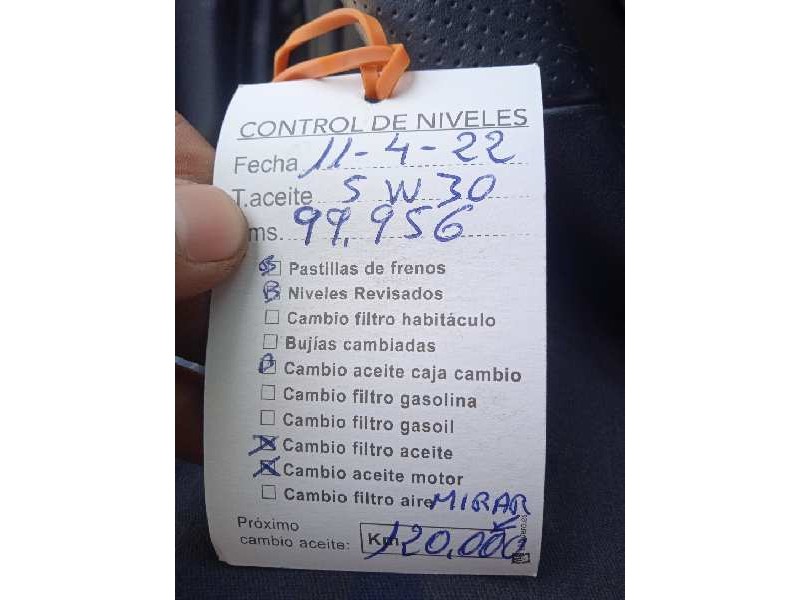 CONTROL DE NIVELES
Fecha 11-4-22
T.aceite 5W30
ms. 99.956
B Pastillas de frenos
B Niveles Revisados
Cambio filtro habitáculo
Bujías cambiadas
B Cambio aceite caja cambio
Cambio filtro gasolina
Cambio filtro gasoil
X Cambio filtro aceite
X Cambio aceite motor
Cambio filtro aire MIRAR
Próximo
cambio aceite: Km 120.000